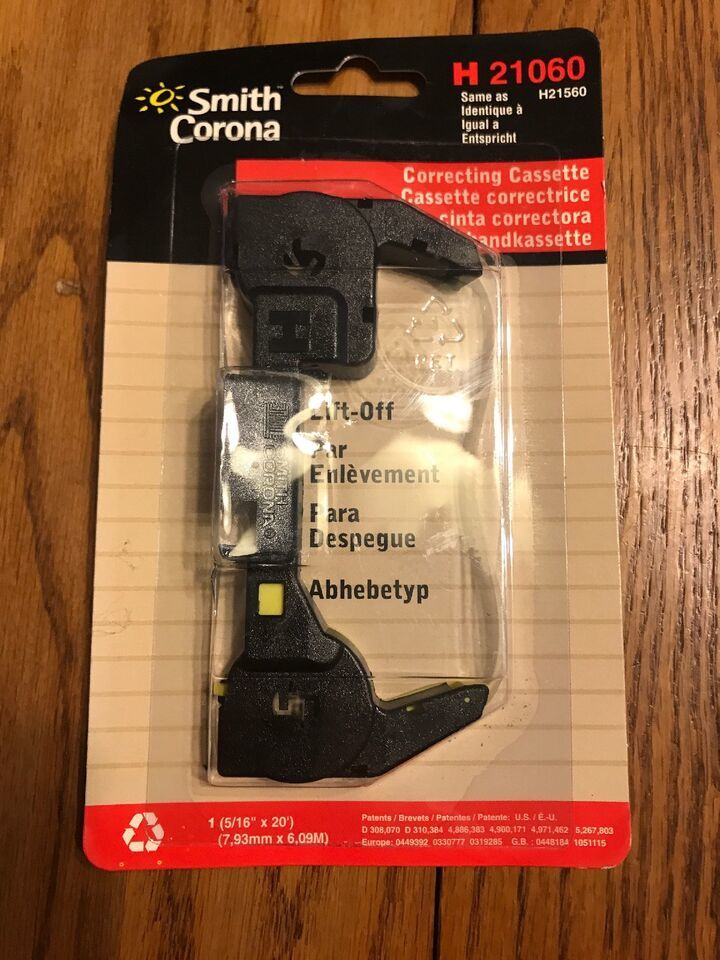 Smith Corona™
H 21060
Same as H21560
Identique à
Igual a
Entspricht
Correcting Cassette
Cassette correctrice
cinta correctora
andkassette
H
SMITH CORONA
PET
Lift-Off
Par
Enlèvement
Para
Despegue
Abhebetyp
1 (5/16" x 20')
(7,93mm x 6,09M)
Patents / Brevets / Patentes / Patente: U.S. / É.-U.
D 308,070 D 310,384 4,886,383 4,900,171 4,971,462 5,267,803
Europe: 0449392 0330777 0319285 G.B.: 0448184 1051115